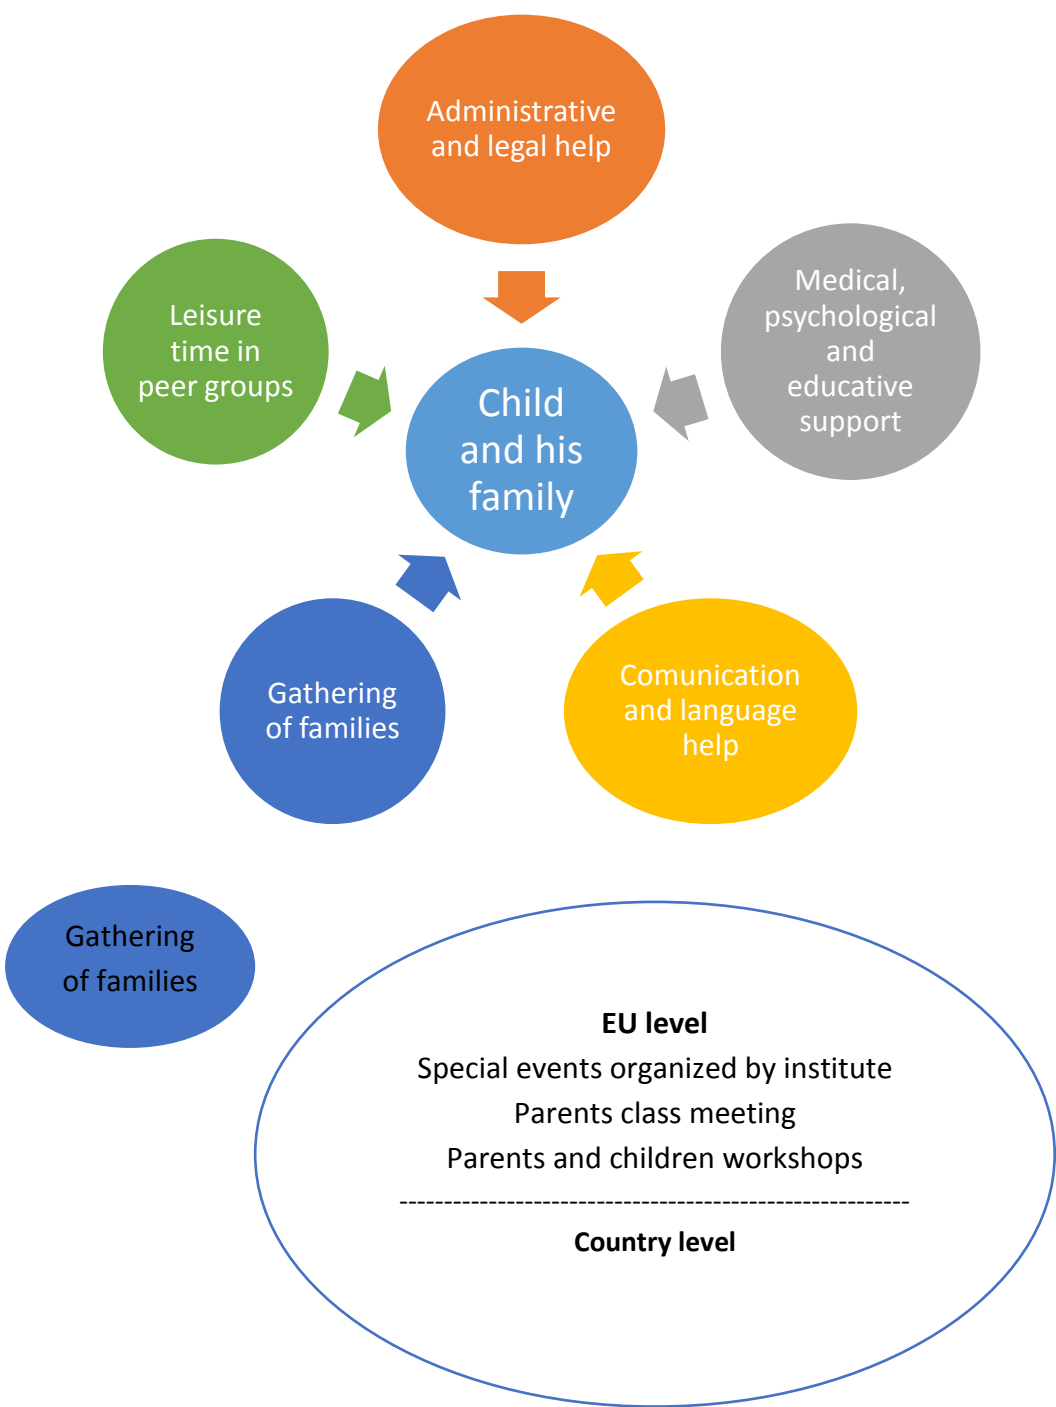 Administrative
and legal help
Leisure
time in
peer groups
Medical,
psychological
and
educative
support
Child
and his
family
Gathering
of families
Comunication
and language
help
Gathering
of families
EU level
Special events organized by institute
Parents class meeting
Parents and children workshops
---------------------------------------------------------
Country level